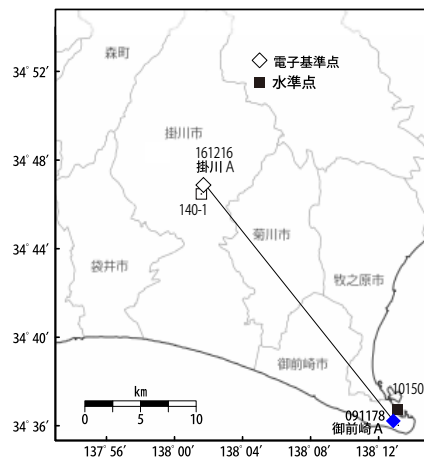 34° 52′
34° 48′
34° 44′
34° 40′
34° 36′
森町
◇ 電子基準点
■ 水準点
掛川市
161216
掛川 A
140-1
菊川市
袋井市
牧之原市
御前崎市
km
0 5 10
10150
091178
御前崎 A
137° 56′ 138° 00′ 138° 04′ 138° 08′ 138° 12′